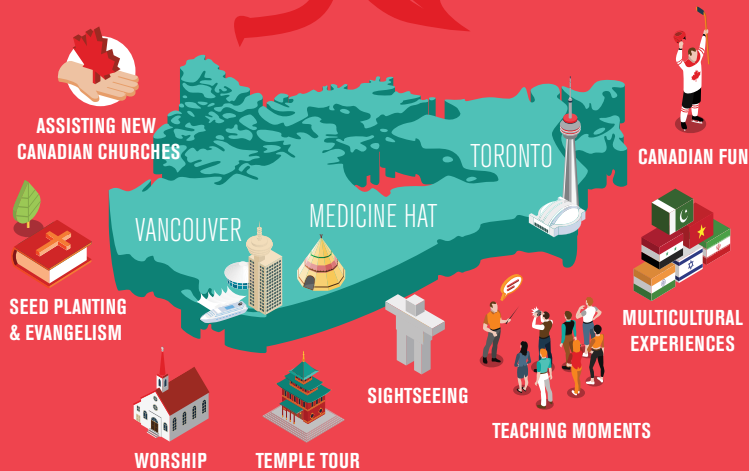 ASSISTING NEW
CANADIAN CHURCHES
TORONTO
CANADIAN FUN
VANCOUVER
MEDICINE HAT
SEED PLANTING
& EVANGELISM
MULTICULTURAL
EXPERIENCES
SIGHTSEEING
TEACHING MOMENTS
WORSHIP
TEMPLE TOUR